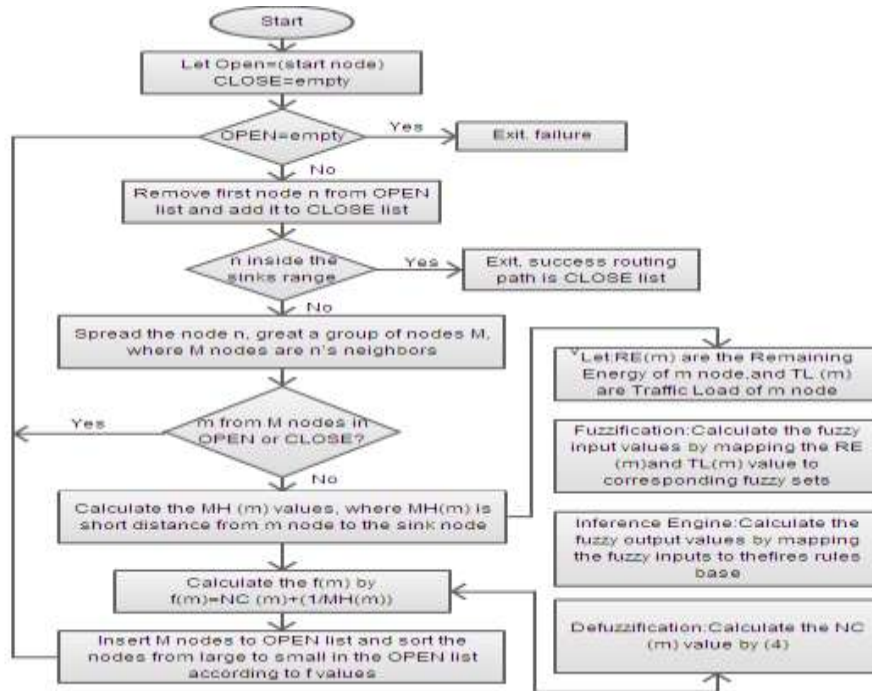 Start
Let Open=(start node)
CLOSE=empty
OPEN=empty
Yes
Exit. failure
No
Remove first node n from OPEN
list and add it to CLOSE list
n inside the
sinks range
Yes
Exit, success routing
path is CLOSE list
No
Spread the node n, great a group of nodes M,
where M nodes are n's neighbors
m from M nodes in
OPEN or CLOSE?
Yes
No
Calculate the MH (m) values, where MH(m) is
short distance from m node to the sink node
Calculate the f(m) by
f(m)=NC (m)+(1/MH(m))
Insert M nodes to OPEN list and sort the
nodes from large to small in the OPEN list
according to f values
Let:RE(m) are the Remaining
Energy of m node,and TL (m)
are Traffic Load of m node
Fuzzification:Calculate the fuzzy
input values by mapping the RE
(m)and TL(m) value to
corresponding fuzzy sets
Inference Engine:Calculate the
fuzzy output values by mapping
the fuzzy inputs to thefires rules
base
Defuzzification:Calculate the NC
(m) value by (4)